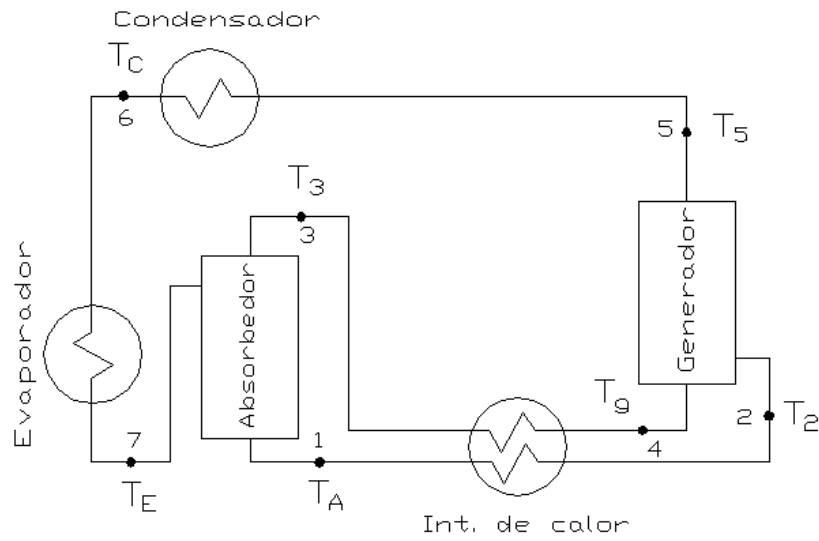 Condensador
T_C
6
5
T_5
T_3
3
Absorbedor
Generador
Evaporador
7
T_E
1
T_A
T_g
4
2
T_2
Int. de calor